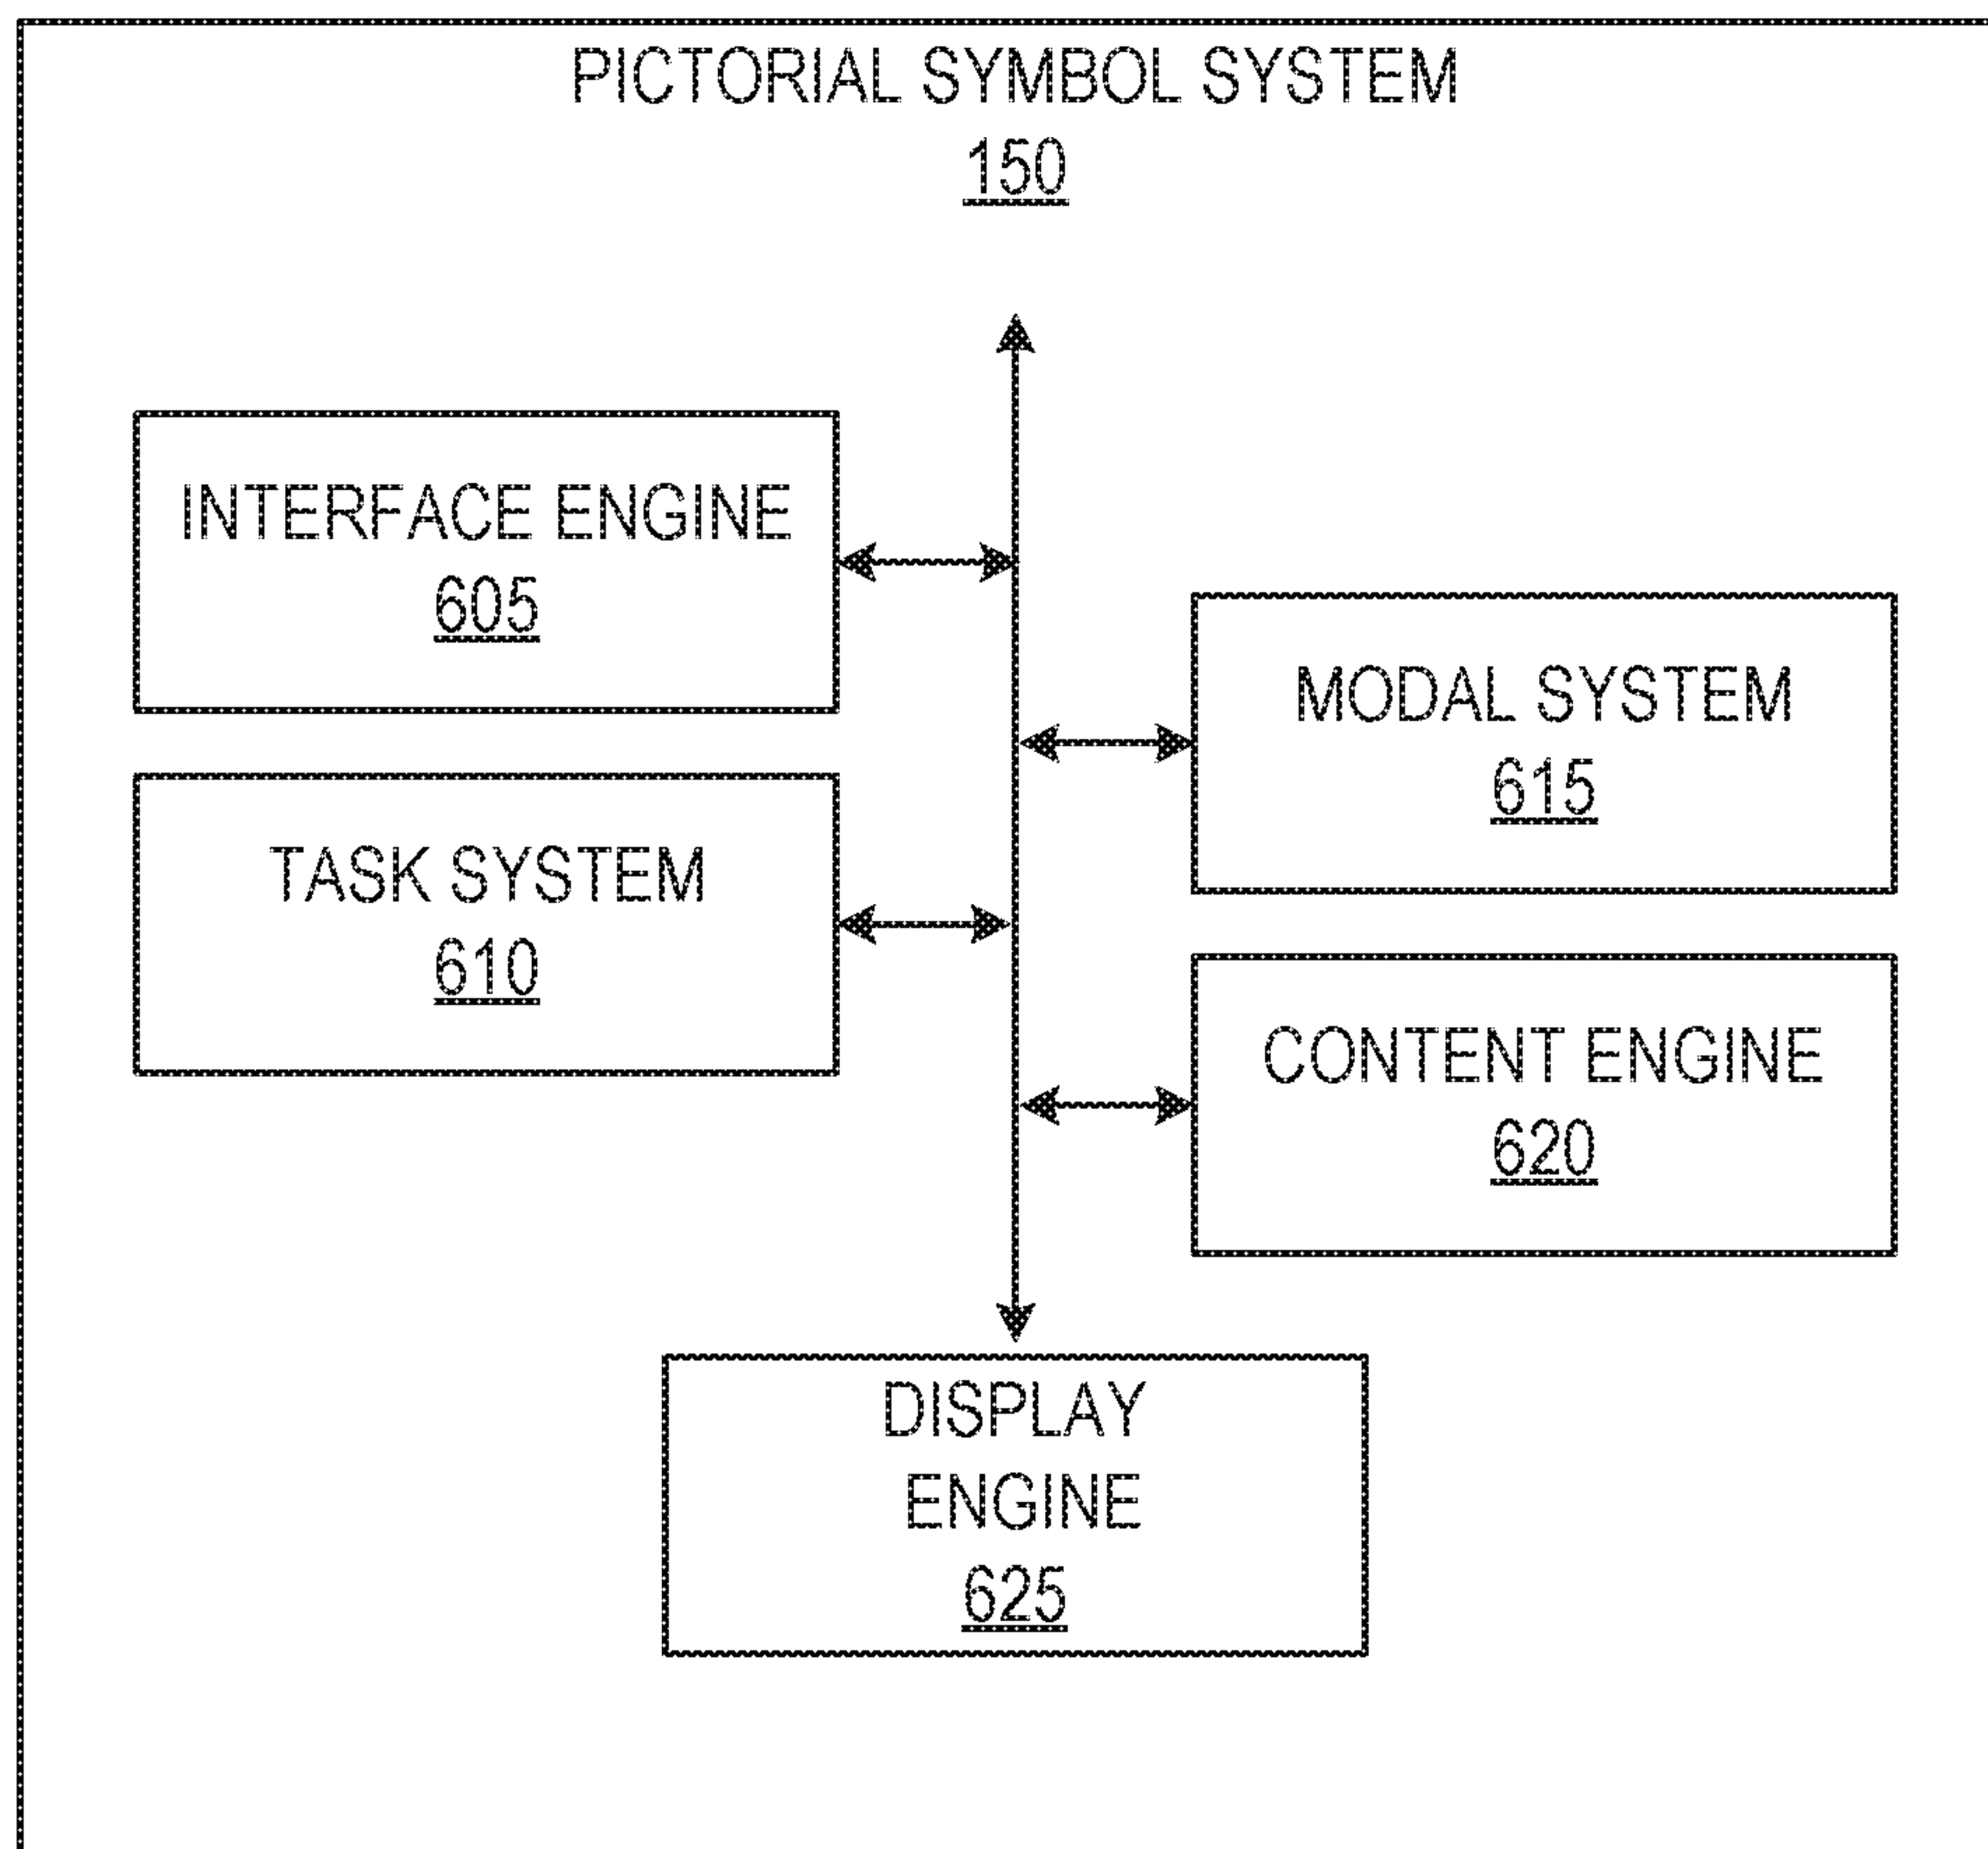 PICTORIAL SYMBOL SYSTEM
150
INTERFACE ENGINE
605
MODAL SYSTEM
615
TASK SYSTEM
610
CONTENT ENGINE
620
DISPLAY
ENGINE
625